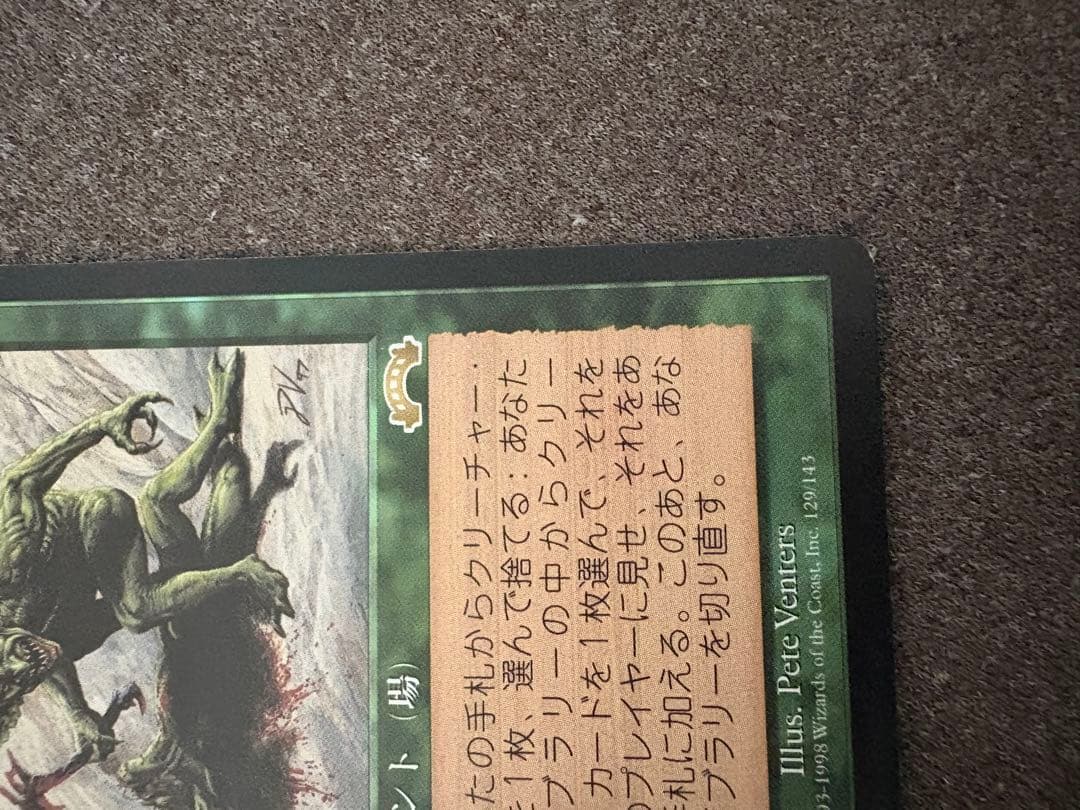 PV 97
ント（場）
たの手札からクリーチャー・
を１枚、選んで捨てる：あなた
ブラリーの中からクリー
カードを１枚選んで、それを
のプレイヤーに見せ、それをあ
手札に加える。このあと、あな
ブラリーを切り直す。
Illus. Pete Venters
93-1998 Wizards of the Coast, Inc. 129/143